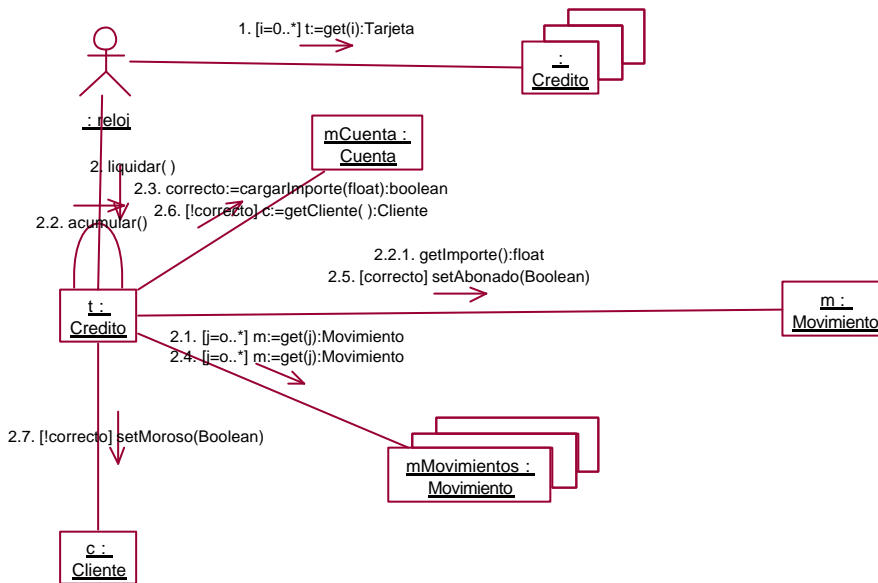 1. [i=0..*] t:=get(i):Tarjeta
:
Credito
: reloj
mCuenta :
Cuenta
2. liquidar( )
2.3. correcto:=cargarImporte(float):boolean
2.6. [!correcto] c:=getCliente( ):Cliente
2.2. acumular()
2.2.1. getImporte():float
2.5. [correcto] setAbonado(Boolean)
t :
Credito
m :
Movimiento
2.1. [j=o..*] m:=get(j):Movimiento
2.4. [j=o..*] m:=get(j):Movimiento
2.7. [!correcto] setMoroso(Boolean)
mMovimientos :
Movimiento
c :
Cliente